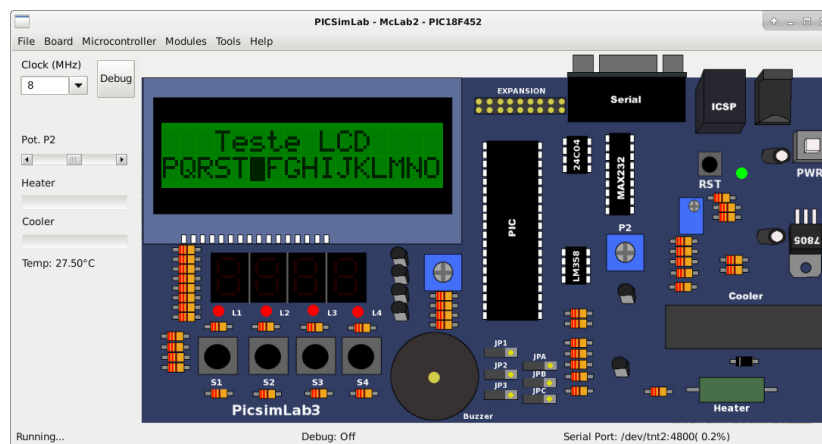 PICSimLab - McLab2 - PIC18F452
File Board Microcontroller Modules Tools Help
Clock (MHz)
8
Debug
Pot. P2
Heater
Cooler
Temp: 27.50°C
Teste LCD
PQRST FGHIJKLMNO
EXPANSION
Serial
ICSP
24C04
MAX232
RST
PWR
PIC
P2
LM358
7805
L1 L2 L3 L4
Cooler
S1 S2 S3 S4
JP1
JPA
JP2
JPB
JP3
JPC
PicsimLab3
Buzzer
Heater
Running...
Debug: Off
Serial Port: /dev/tnt2:4800( 0.2%)